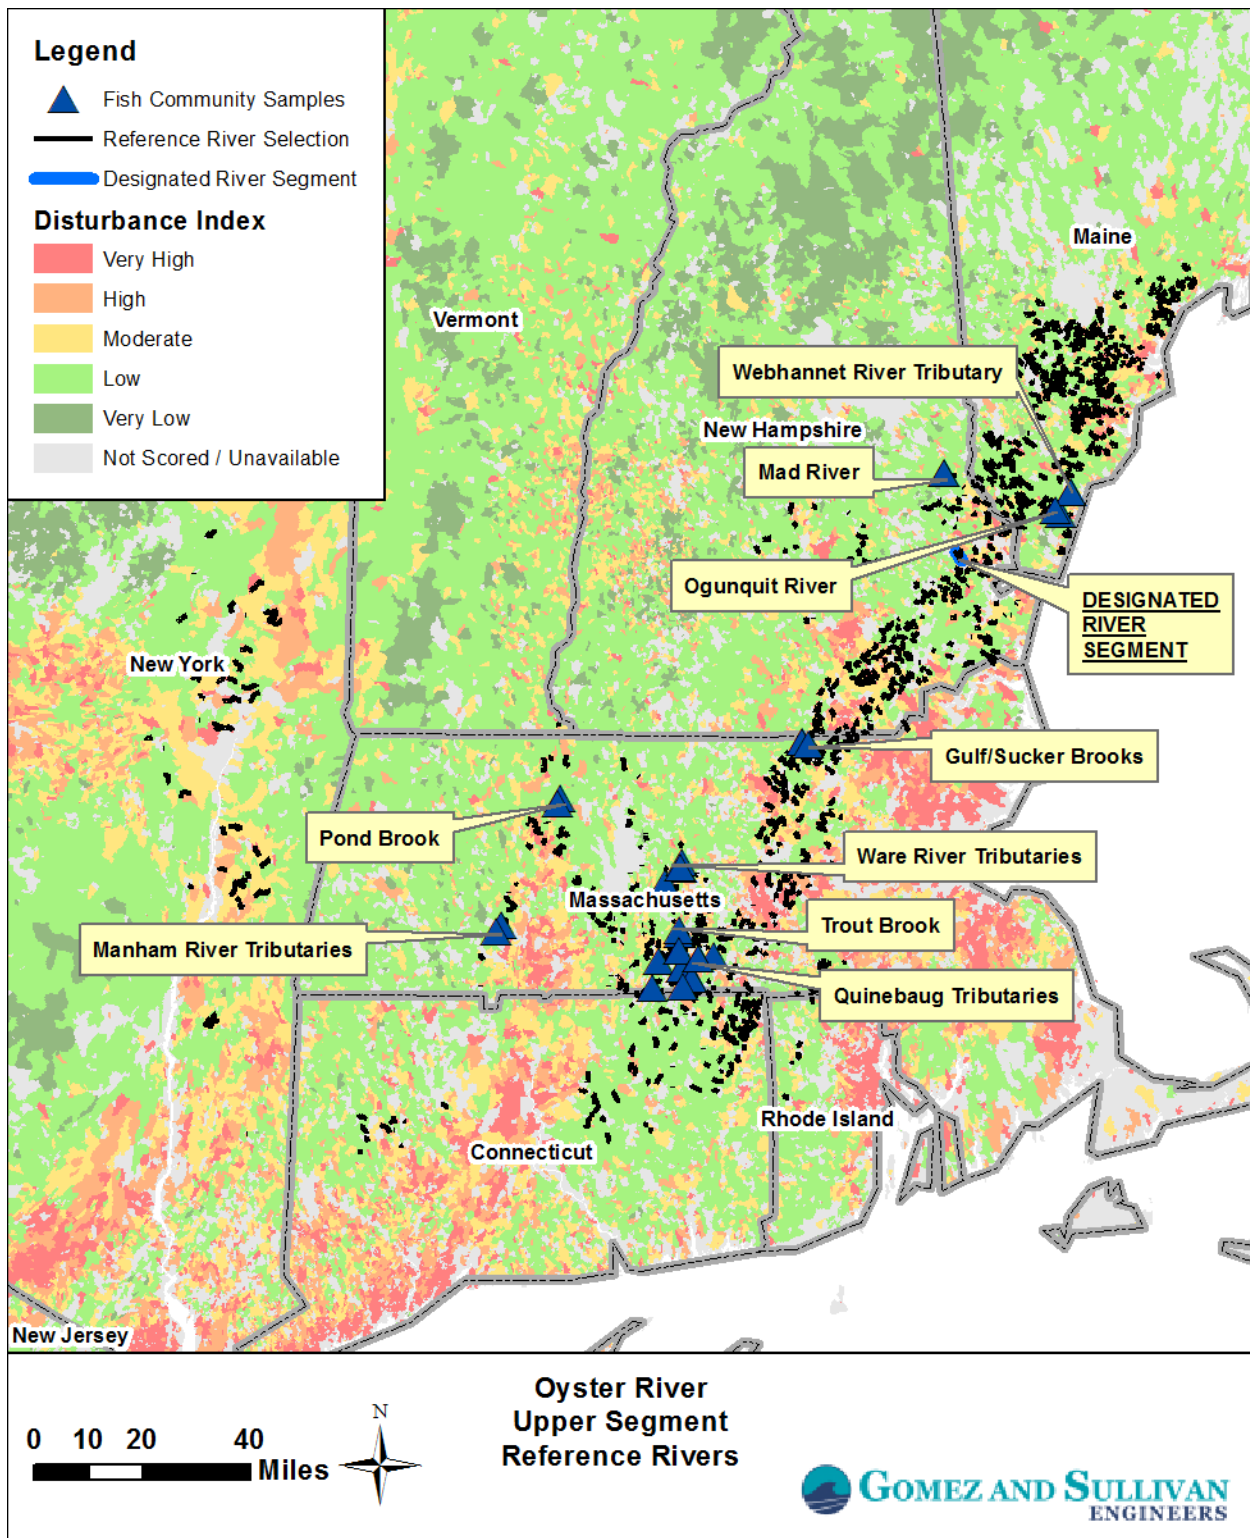 Legend
Fish Community Samples
Reference River Selection
Designated River Segment
Disturbance Index
Very High
High
Moderate
Low
Very Low
Not Scored / Unavailable
Maine
Vermont
Webhannet River Tributary
New Hampshire
Mad River
Ogunquit River
DESIGNATED
RIVER
SEGMENT
New York
Gulf/Sucker Brooks
Pond Brook
Ware River Tributaries
Massachusetts
Trout Brook
Manham River Tributaries
Quinebaug Tributaries
Rhode Island
Connecticut
New Jersey
0 10 20 40
Miles
N
Oyster River
Upper Segment
Reference Rivers
GOMEZ AND SULLIVAN
ENGINEERS